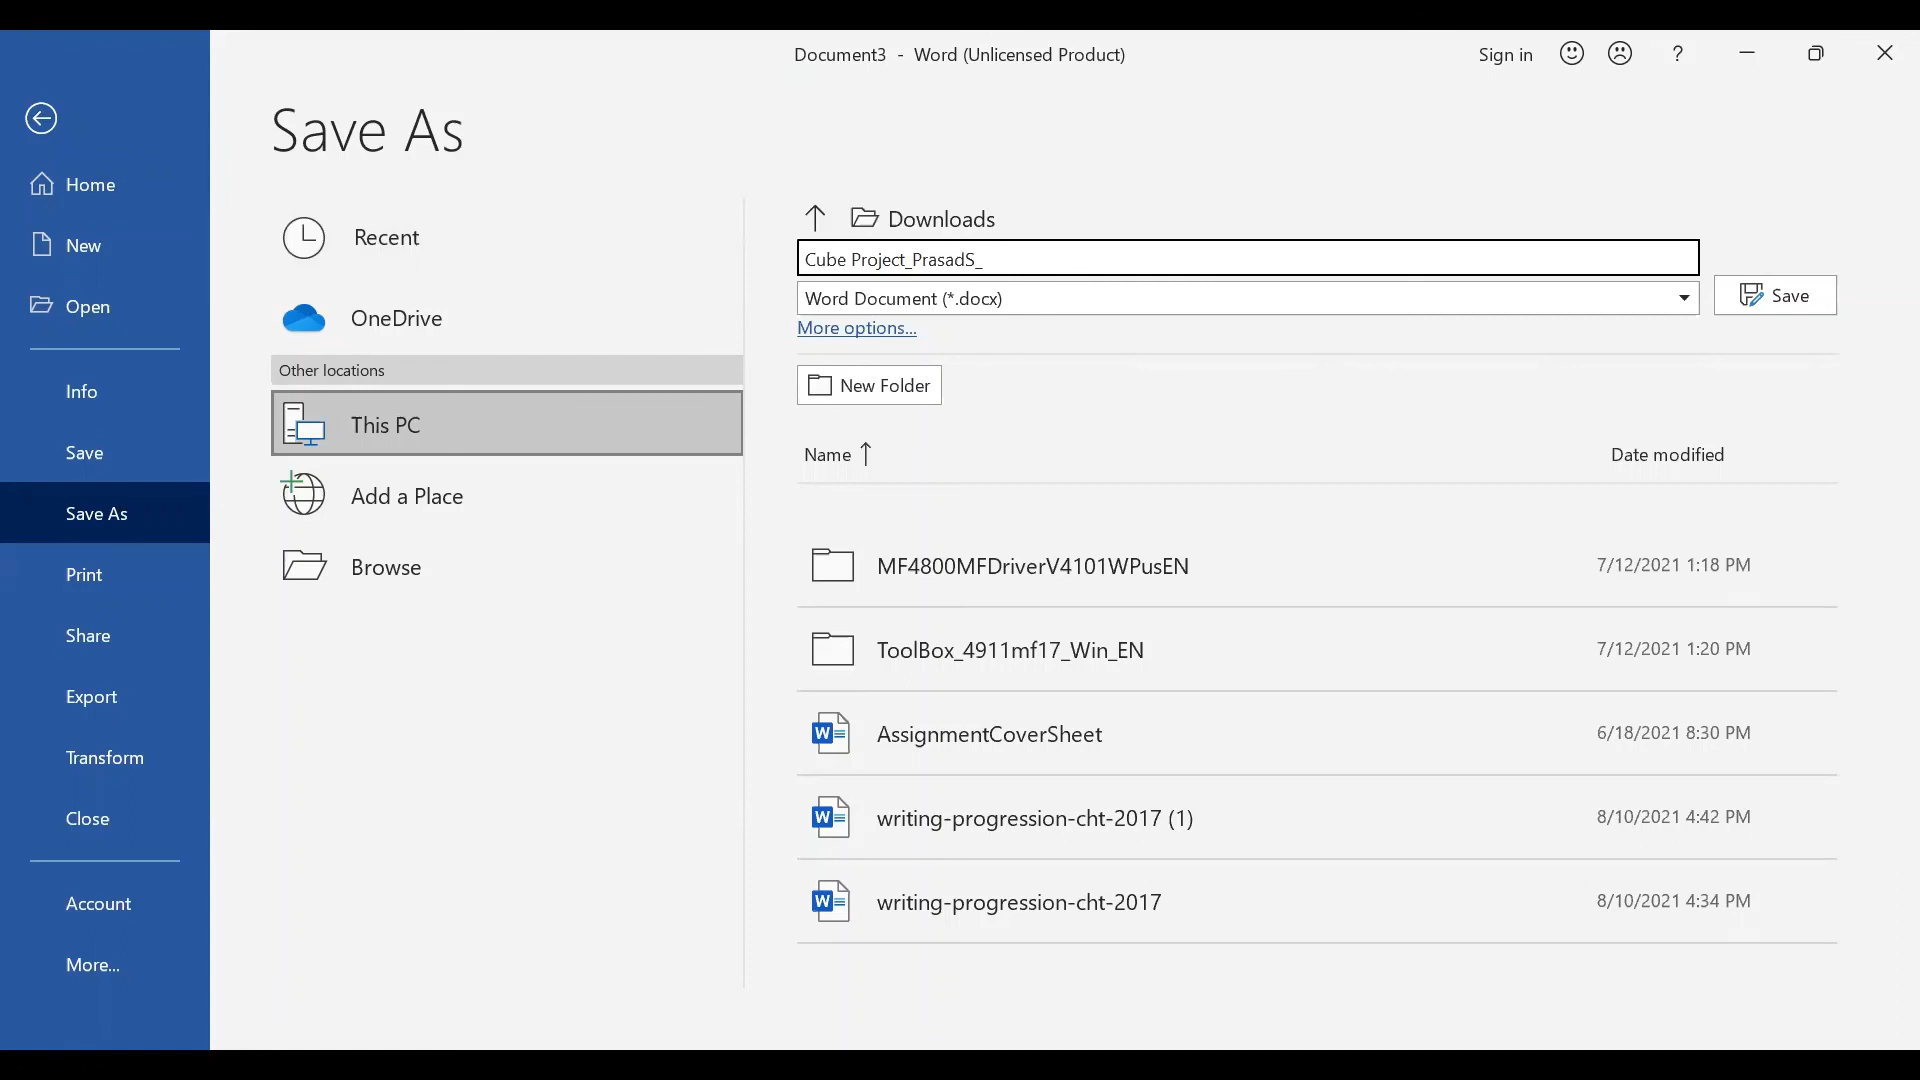 Document3 - Word (Unlicensed Product)
Sign in
?
Save As
Home
New
Open
Info
Save
Save As
Print
Share
Export
Transform
Close
Account
More...
Recent
OneDrive
Other locations
This PC
Add a Place
Browse
Downloads
Cube Project_PrasadS_
Word Document (*.docx)
Save
More options...
New Folder
Name Date modified
MF4800MFDriverV4101WPusEN 7/12/2021 1:18 PM
ToolBox_4911mf17_Win_EN 7/12/2021 1:20 PM
AssignmentCoverSheet 6/18/2021 8:30 PM
writing-progression-cht-2017 (1) 8/10/2021 4:42 PM
writing-progression-cht-2017 8/10/2021 4:34 PM